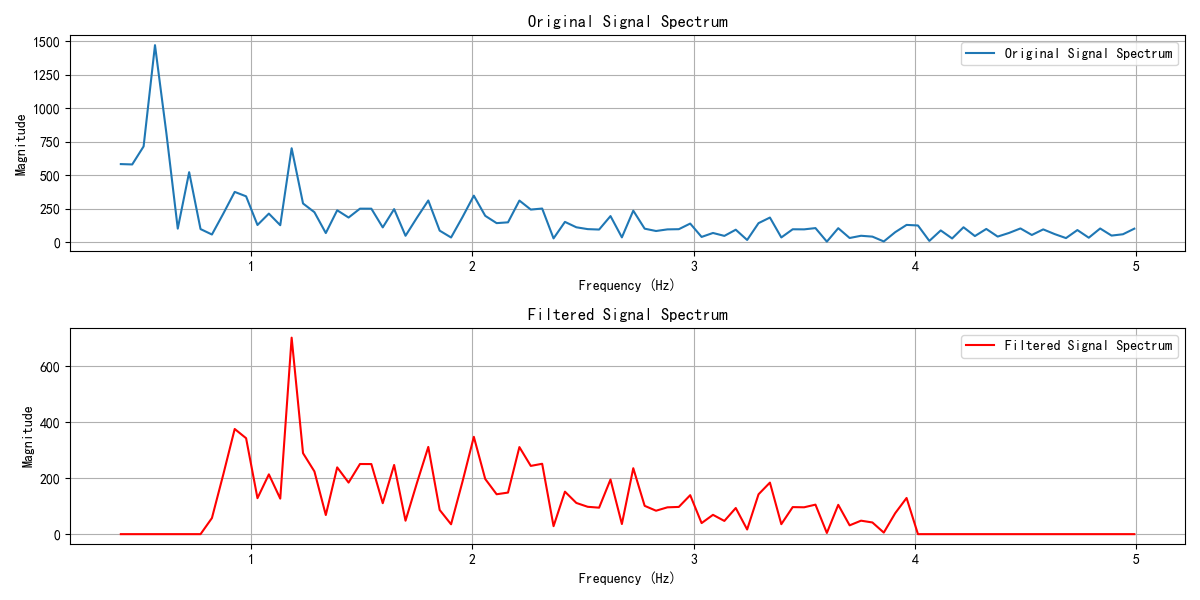 Original Signal Spectrum
1500
1250
1000
750
500
250
0
Magnitude
Original Signal Spectrum
1 2 3 4 5
Frequency (Hz)
Filtered Signal Spectrum
600
400
200
0
Magnitude
Filtered Signal Spectrum
1 2 3 4 5
Frequency (Hz)